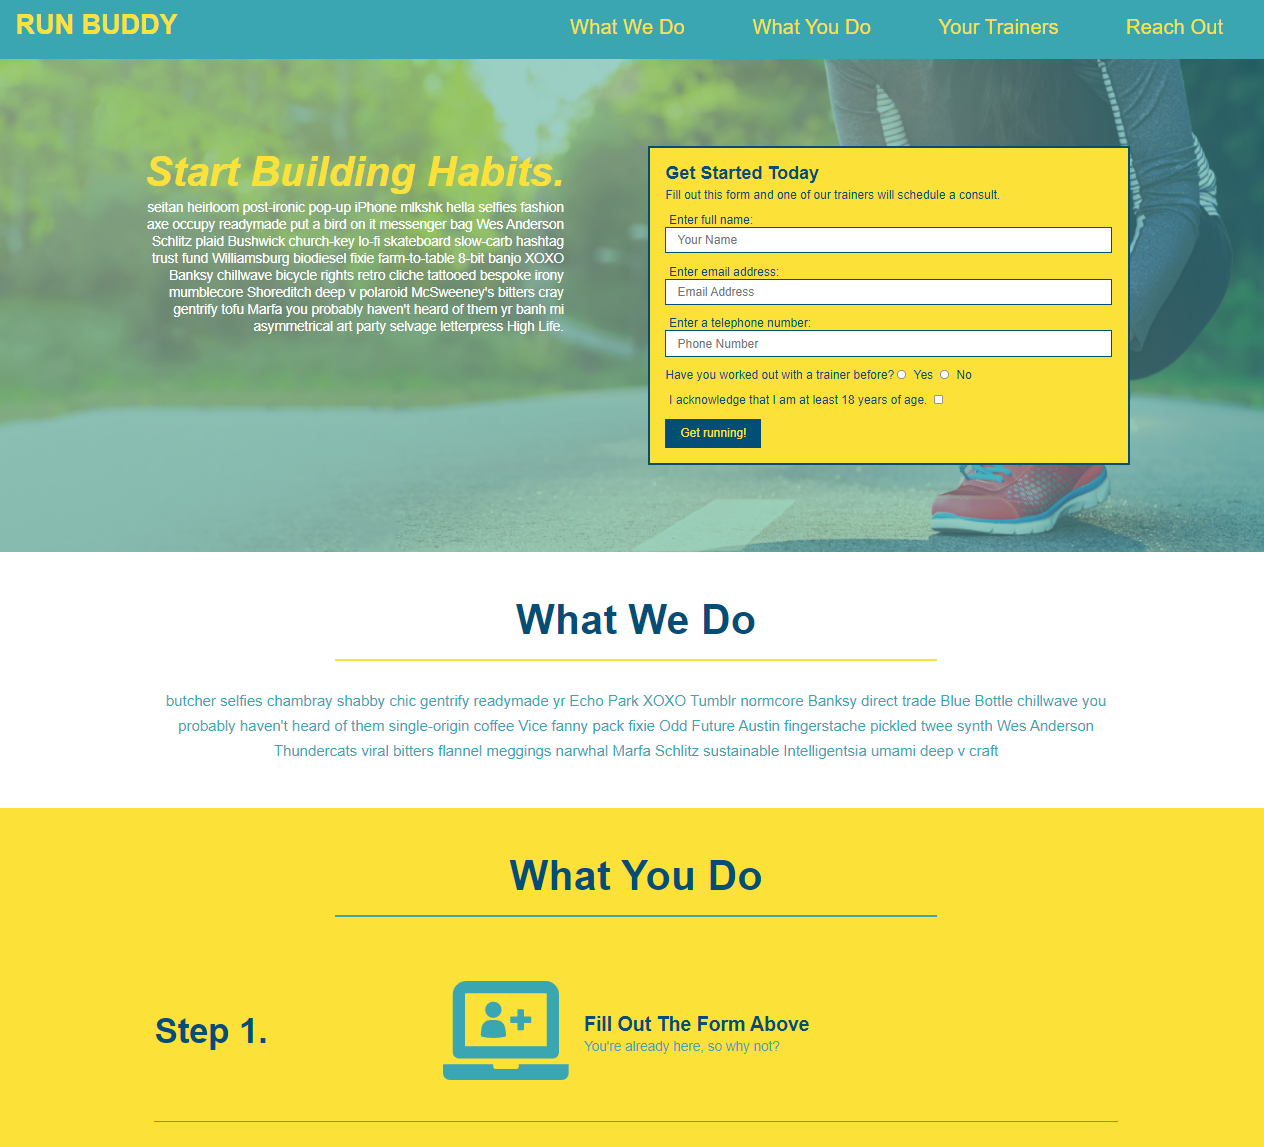 RUN BUDDY
What We Do
What You Do
Your Trainers
Reach Out
Start Building Habits.
seitan heirloom post-ironic pop-up iPhone mlkshk hella selfies fashion
axe occupy readymade put a bird on it messenger bag Wes Anderson
Schlitz plaid Bushwick church-key lo-fi skateboard slow-carb hashtag
trust fund Williamsburg biodiesel fixie farm-to-table 8-bit banjo XOXO
Banksy chillwave bicycle rights retro cliche tattooed bespoke irony
mumblecore Shoreditch deep v polaroid McSweeney's bitters cray
gentrify tofu Marfa you probably haven't heard of them yr banh mi
asymmetrical art party selvage letterpress High Life.
Get Started Today
Fill out this form and one of our trainers will schedule a consult.
Enter full name:
Your Name
Enter email address:
Email Address
Enter a telephone number:
Phone Number
Have you worked out with a trainer before? Yes No
I acknowledge that I am at least 18 years of age.
Get running!
What We Do
butcher selfies chambray shabby chic gentrify readymade yr Echo Park XOXO Tumblr normcore Banksy direct trade Blue Bottle chillwave you
probably haven't heard of them single-origin coffee Vice fanny pack fixie Odd Future Austin fingerstache pickled twee synth Wes Anderson
Thundercats viral bitters flannel meggings narwhal Marfa Schlitz sustainable Intelligentsia umami deep v craft
What You Do
Step 1.
Fill Out The Form Above
You're already here, so why not?